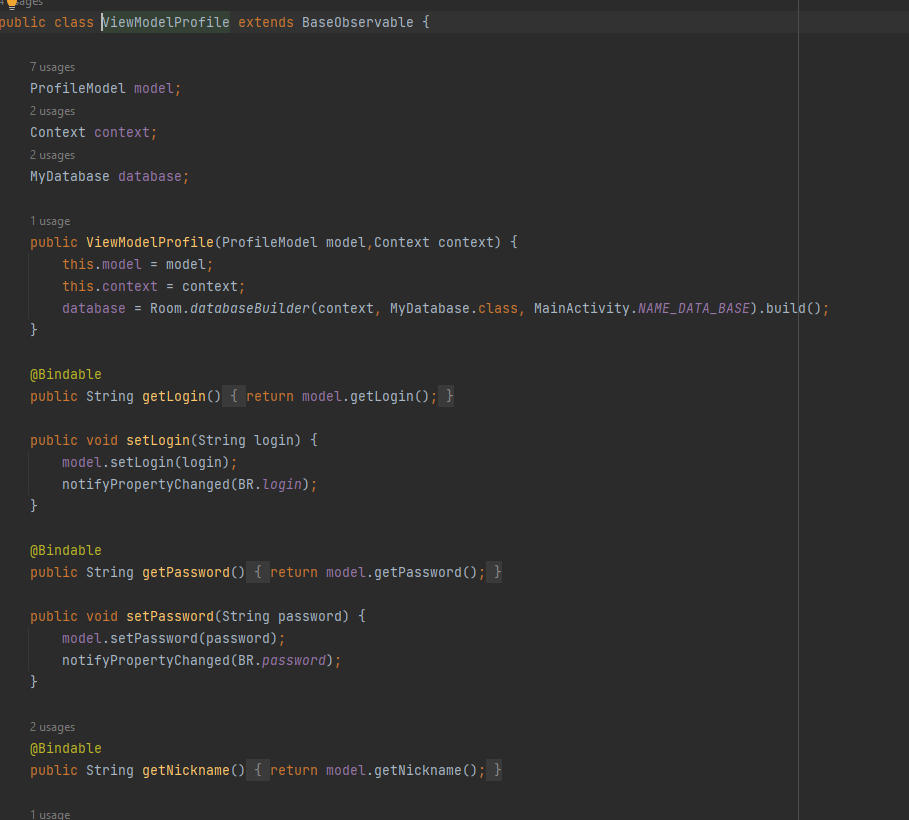 public class ViewModelProfile extends BaseObservable {
7 usages
ProfileModel model;
2 usages
Context context;
2 usages
MyDatabase database;
1 usage
public ViewModelProfile(ProfileModel model,Context context) {
this.model = model;
this.context = context;
database = Room.databaseBuilder(context, MyDatabase.class, MainActivity.NAME_DATA_BASE).build();
}
@Bindable
public String getLogin() { return model.getLogin(); }
public void setLogin(String login) {
model.setLogin(login);
notifyPropertyChanged(BR.login);
}
@Bindable
public String getPassword() { return model.getPassword(); }
public void setPassword(String password) {
model.setPassword(password);
notifyPropertyChanged(BR.password);
}
2 usages
@Bindable
public String getNickname() { return model.getNickname(); }
1 usage